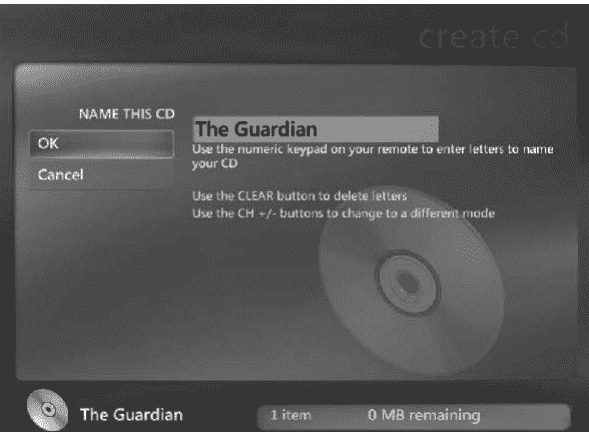 create cd
NAME THIS CD
The Guardian
OK
Use the numeric keypad on your remote to enter letters to name
your CD
Cancel
Use the CLEAR button to delete letters
Use the CH +/- buttons to change to a different mode
The Guardian
1 item
0 MB remaining